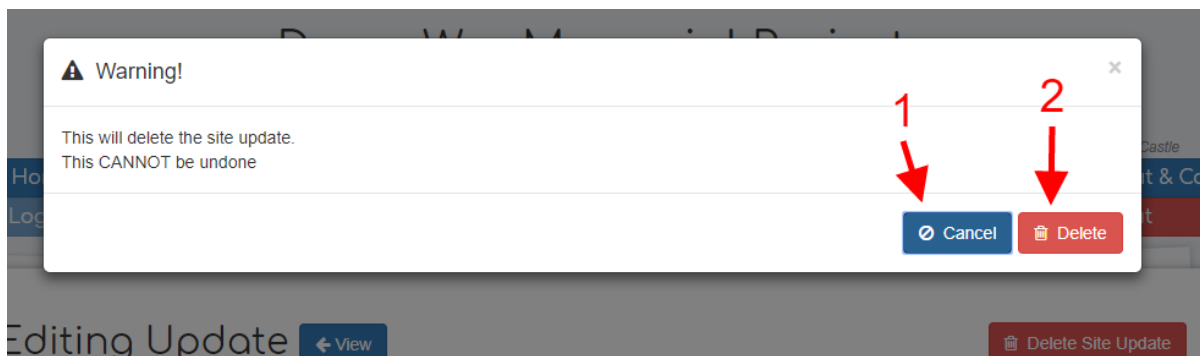 Warning!
×
This will delete the site update.
This CANNOT be undone
1
2
Castle
Cancel
Delete
Editing Update
View
Delete Site Update